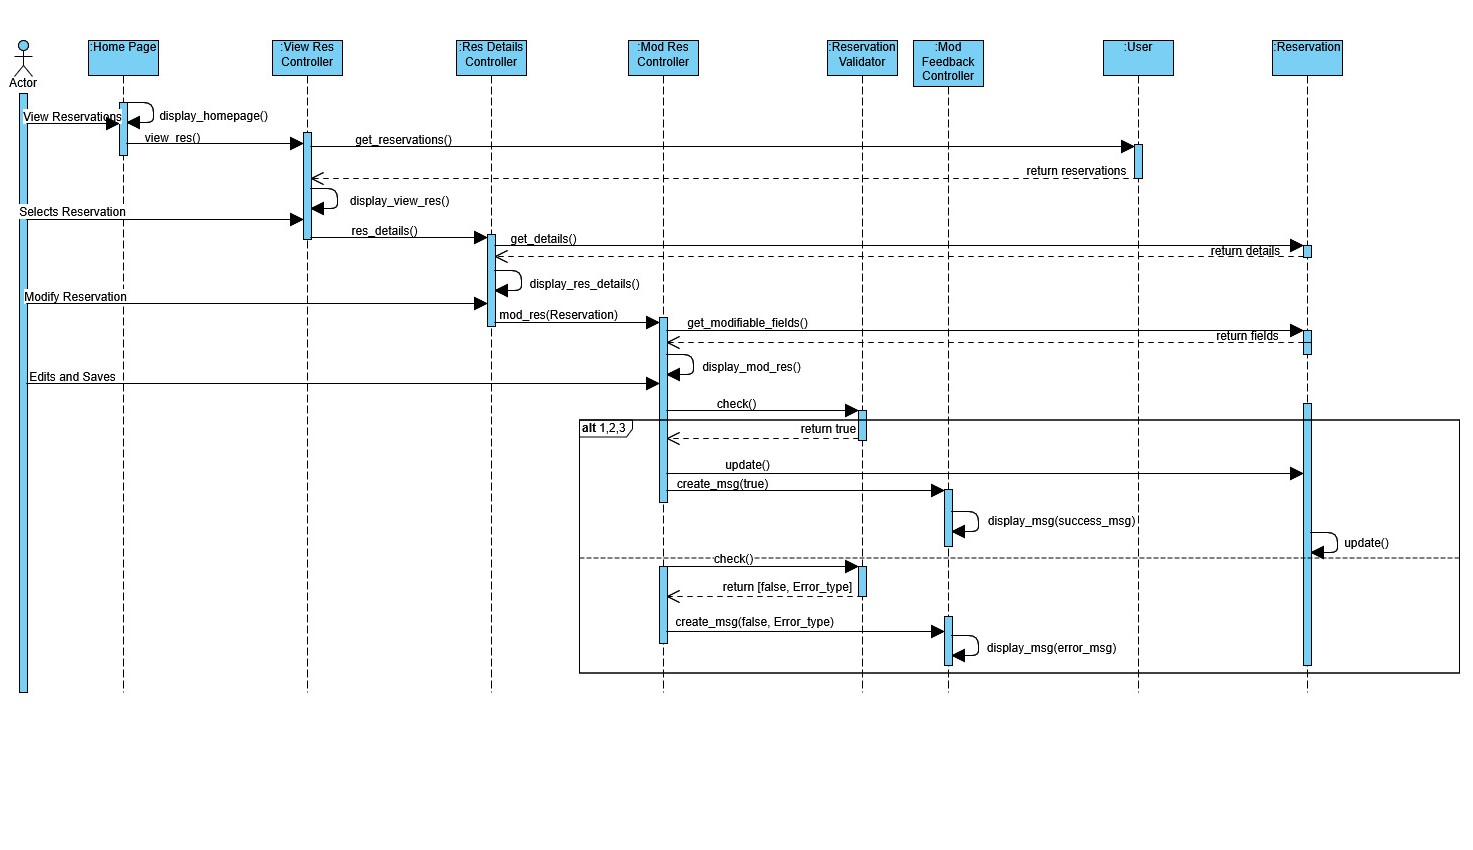 :Home Page
:View Res
Controller
:Res Details
Controller
:Mod Res
Controller
:Reservation
Validator
:Mod
Feedback
Controller
:User
:Reservation
Actor
View Reservations
display_homepage()
view_res()
get_reservations()
return reservations
display_view_res()
Selects Reservation
res_details()
get_details()
return details
display_res_details()
Modify Reservation
mod_res(Reservation)
get_modifiable_fields()
return fields
display_mod_res()
Edits and Saves
check()
alt 1,2,3
return true
update()
create_msg(true)
display_msg(success_msg)
update()
check()
return [false, Error_type]
create_msg(false, Error_type)
display_msg(error_msg)